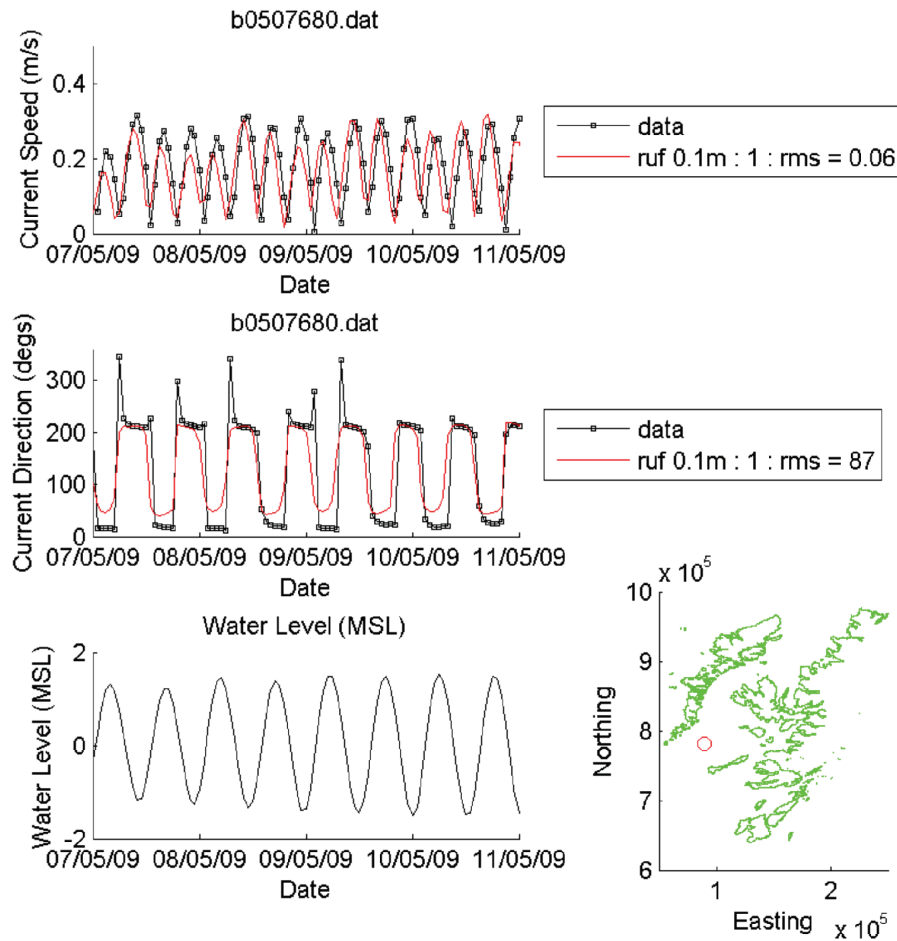 b0507680.dat
Current Speed (m/s)
0.4
0.2
0
07/05/09 08/05/09 09/05/09 10/05/09 11/05/09
Date
data
ruf 0.1m : 1 : rms = 0.06
b0507680.dat
Current Direction (degs)
300
200
100
0
07/05/09 08/05/09 09/05/09 10/05/09 11/05/09
Date
data
ruf 0.1m : 1 : rms = 87
Water Level (MSL)
Water Level (MSL)
2
0
-2
07/05/09 08/05/09 09/05/09 10/05/09 11/05/09
Date
x 10^5
Northing
10
9
8
7
6
1 2
Easting
x 10^5